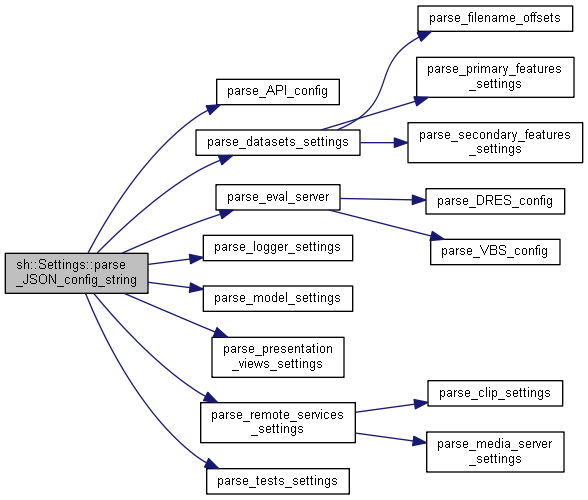 sh::Settings::parse
_JSON_config_string
parse_API_config
parse_datasets_settings
parse_filename_offsets
parse_primary_features
_settings
parse_secondary_features
_settings
parse_eval_server
parse_DRES_config
parse_VBS_config
parse_logger_settings
parse_model_settings
parse_presentation
_views_settings
parse_remote_services
_settings
parse_clip_settings
parse_media_server
_settings
parse_tests_settings